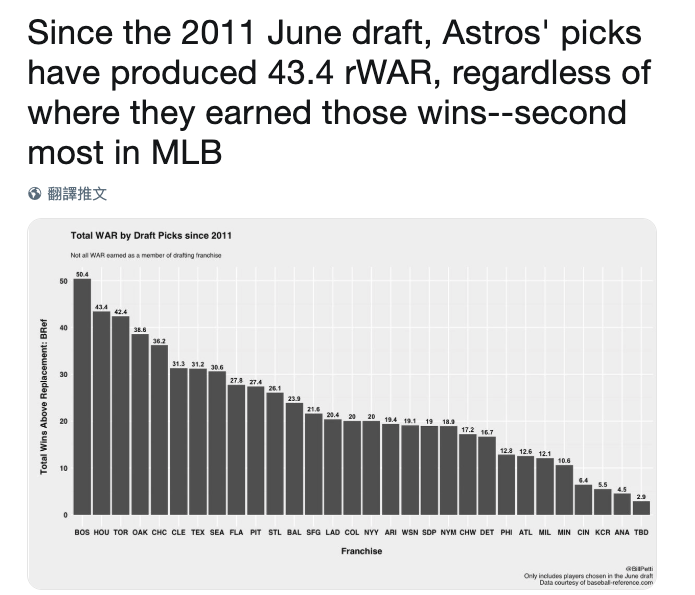 Since the 2011 June draft, Astros' picks
have produced 43.4 rWAR, regardless of
where they earned those wins--second
most in MLB
翻譯推文
Total WAR by Draft Picks since 2011
Not all WAR earned as a member of drafting franchise
Total Wins Above Replacement: BRef
50
40
30
20
10
0
50.4 43.4 42.4 38.6 36.2 31.3 31.2 30.6 27.8 27.4 26.1 23.9 21.6 20.4 20 20 19.4 19.1 19 18.9 17.2 16.7 12.8 12.6 12.1 10.6 6.4 5.5 4.5 2.9
BOS HOU TOR OAK CHC CLE TEX SEA FLA PIT STL BAL SFG LAD COL NYY ARI WSN SDP NYM CHW DET PHI ATL MIL MIN CIN KCR ANA TBD
Franchise
@BillPetti
Only includes players chosen in the June draft
Data courtesy of baseball-reference.com